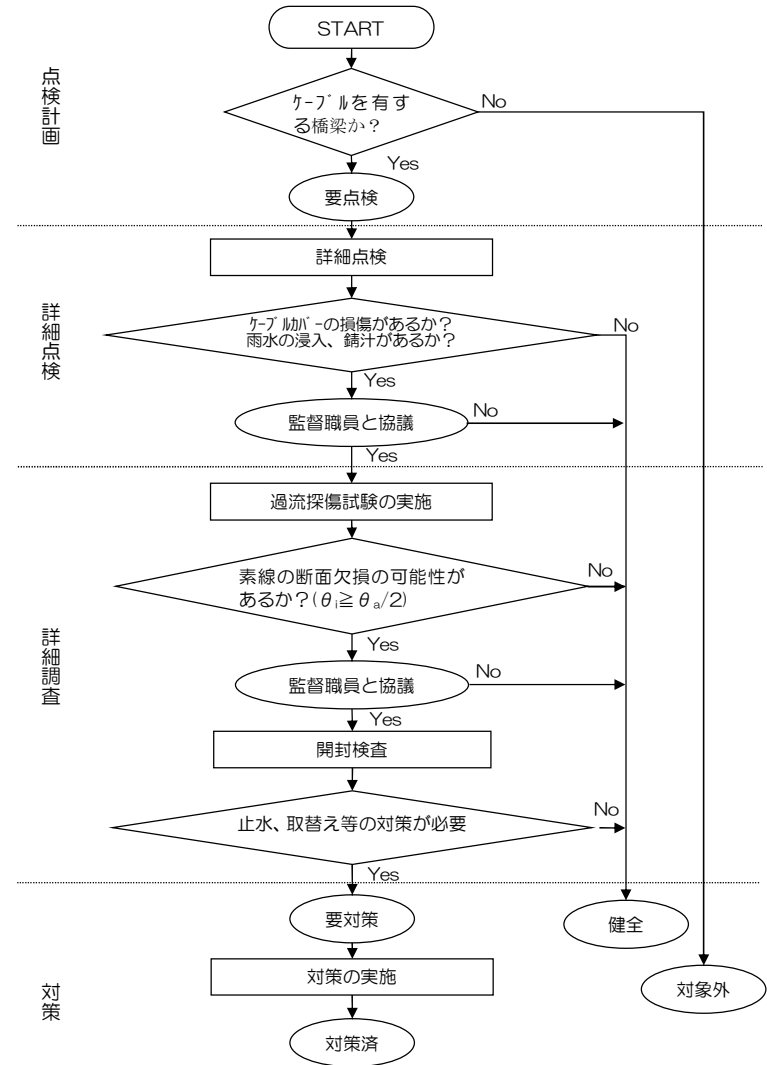 START
点検計画
ｹｰﾌﾞﾙを有す
る橋梁か？
No
Yes
要点検
詳細点検
詳細点検
ｹｰﾌﾞﾙｶﾊﾞｰの損傷があるか？
雨水の浸入、錆汁があるか？
No
Yes
監督職員と協議
No
Yes
詳細調査
過流探傷試験の実施
素線の断面欠損の可能性が
あるか？(θi≧θa/2)
No
Yes
監督職員と協議
No
Yes
開封検査
止水、取替え等の対策が必要
No
Yes
対策
要対策
健全
対策の実施
対象外
対策済